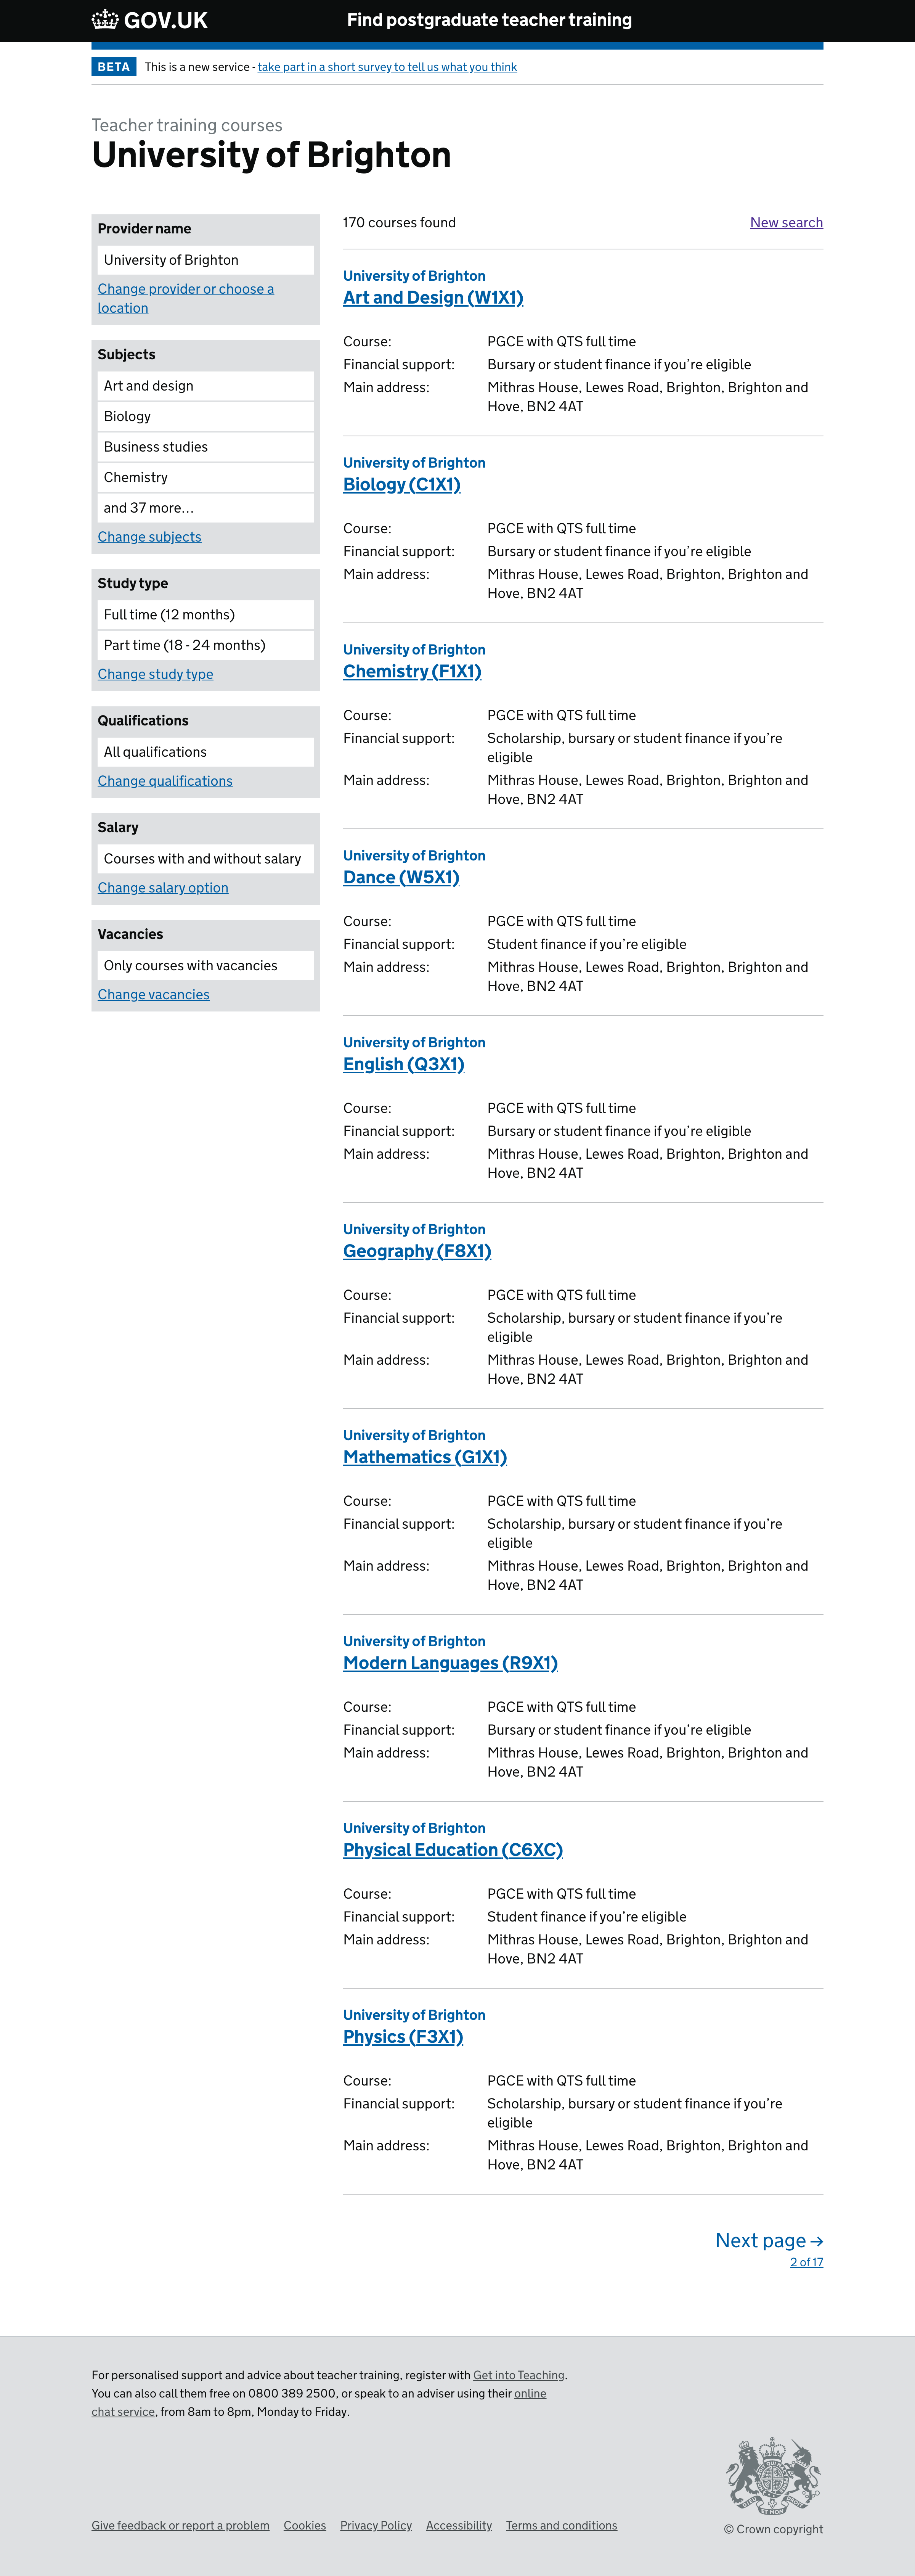 GOV.UK
Find postgraduate teacher training
BETA
This is a new service - take part in a short survey to tell us what you think
Teacher training courses
University of Brighton
Provider name
University of Brighton
Change provider or choose a
location
Subjects
Art and design
Biology
Business studies
Chemistry
and 37 more…
Change subjects
Study type
Full time (12 months)
Part time (18 - 24 months)
Change study type
Qualifications
All qualifications
Change qualifications
Salary
Courses with and without salary
Change salary option
Vacancies
Only courses with vacancies
Change vacancies
170 courses found
New search
University of Brighton
Art and Design (W1X1)
Course: PGCE with QTS full time
Financial support: Bursary or student finance if you’re eligible
Main address: Mithras House, Lewes Road, Brighton, Brighton and
Hove, BN2 4AT
University of Brighton
Biology (C1X1)
Course: PGCE with QTS full time
Financial support: Bursary or student finance if you’re eligible
Main address: Mithras House, Lewes Road, Brighton, Brighton and
Hove, BN2 4AT
University of Brighton
Chemistry (F1X1)
Course: PGCE with QTS full time
Financial support: Scholarship, bursary or student finance if you’re
eligible
Main address: Mithras House, Lewes Road, Brighton, Brighton and
Hove, BN2 4AT
University of Brighton
Dance (W5X1)
Course: PGCE with QTS full time
Financial support: Student finance if you’re eligible
Main address: Mithras House, Lewes Road, Brighton, Brighton and
Hove, BN2 4AT
University of Brighton
English (Q3X1)
Course: PGCE with QTS full time
Financial support: Bursary or student finance if you’re eligible
Main address: Mithras House, Lewes Road, Brighton, Brighton and
Hove, BN2 4AT
University of Brighton
Geography (F8X1)
Course: PGCE with QTS full time
Financial support: Scholarship, bursary or student finance if you’re
eligible
Main address: Mithras House, Lewes Road, Brighton, Brighton and
Hove, BN2 4AT
University of Brighton
Mathematics (G1X1)
Course: PGCE with QTS full time
Financial support: Scholarship, bursary or student finance if you’re
eligible
Main address: Mithras House, Lewes Road, Brighton, Brighton and
Hove, BN2 4AT
University of Brighton
Modern Languages (R9X1)
Course: PGCE with QTS full time
Financial support: Bursary or student finance if you’re eligible
Main address: Mithras House, Lewes Road, Brighton, Brighton and
Hove, BN2 4AT
University of Brighton
Physical Education (C6XC)
Course: PGCE with QTS full time
Financial support: Student finance if you’re eligible
Main address: Mithras House, Lewes Road, Brighton, Brighton and
Hove, BN2 4AT
University of Brighton
Physics (F3X1)
Course: PGCE with QTS full time
Financial support: Scholarship, bursary or student finance if you’re
eligible
Main address: Mithras House, Lewes Road, Brighton, Brighton and
Hove, BN2 4AT
Next page →
2 of 17
For personalised support and advice about teacher training, register with Get into Teaching.
You can also call them free on 0800 389 2500, or speak to an adviser using their online
chat service, from 8am to 8pm, Monday to Friday.
Give feedback or report a problem Cookies Privacy Policy Accessibility Terms and conditions
© Crown copyright